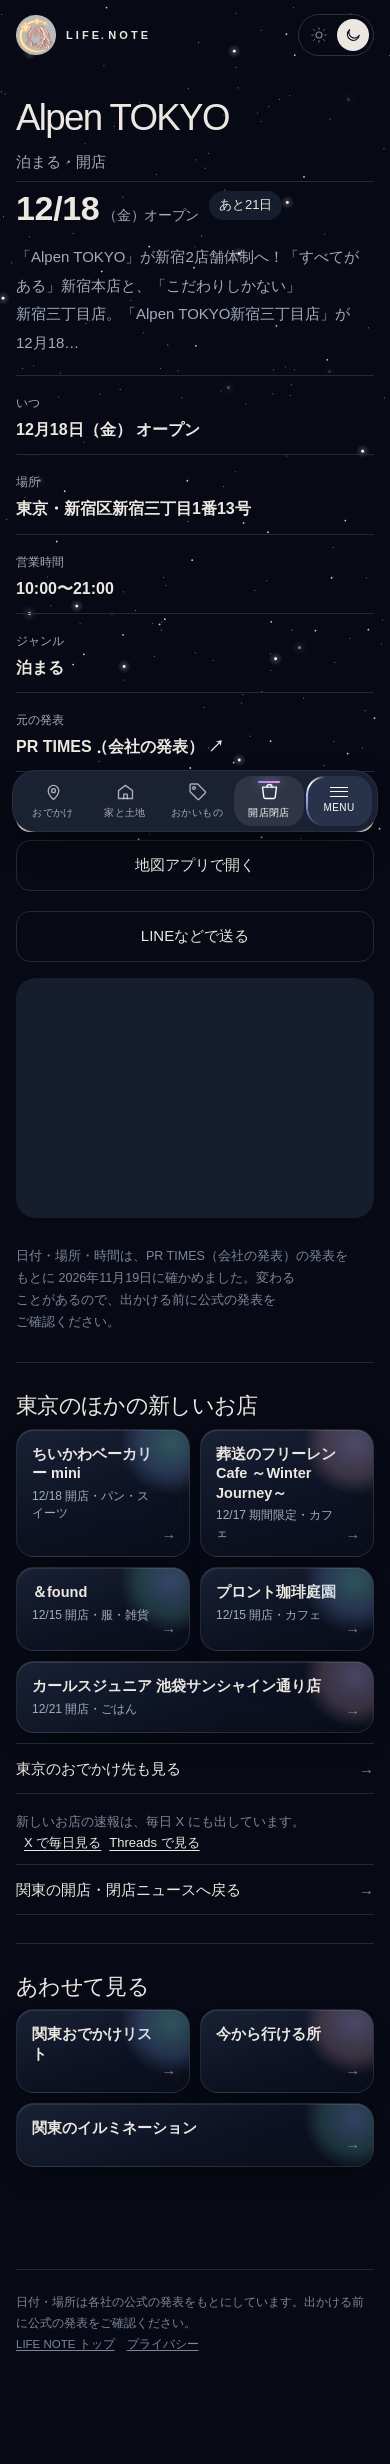 LIFE.NOTE
Alpen TOKYO
泊まる・開店
12/18（金）オープン あと21日
「Alpen TOKYO」が新宿2店舗体制へ！「すべてが
ある」新宿本店と、「こだわりしかない」
新宿三丁目店。「Alpen TOKYO新宿三丁目店」が
12月18…
いつ
12月18日（金） オープン
場所
東京・新宿区新宿三丁目1番13号
営業時間
10:00〜21:00
ジャンル
泊まる
元の発表
PR TIMES（会社の発表） ↗
おでかけ 家と土地 おかいもの 開店閉店 MENU
地図アプリで開く
LINEなどで送る
日付・場所・時間は、PR TIMES（会社の発表）の発表を
もとに 2026年11月19日に確かめました。変わる
ことがあるので、出かける前に公式の発表を
ご確認ください。
東京のほかの新しいお店
ちいかわベーカリ
ー mini
12/18 開店・パン・ス
イーツ
→
葬送のフリーレン
Cafe ～Winter
Journey～
12/17 期間限定・カフ
ェ
→
＆found
12/15 開店・服・雑貨
→
プロント珈琲庭園
12/15 開店・カフェ
→
カールスジュニア 池袋サンシャイン通り店
12/21 開店・ごはん
→
東京のおでかけ先も見る →
新しいお店の速報は、毎日 X にも出しています。
X で毎日見る Threads で見る
関東の開店・閉店ニュースへ戻る →
あわせて見る
関東おでかけリス
ト
→
今から行ける所
→
関東のイルミネーション
→
日付・場所は各社の公式の発表をもとにしています。出かける前
に公式の発表をご確認ください。
LIFE NOTE トップ プライバシー